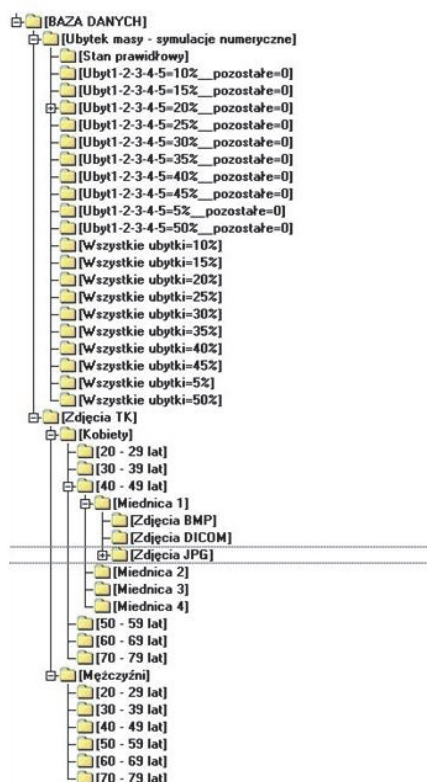 [BAZA DANYCH]
[Ubytek masy - symulacje numeryczne]
[Stan prawidłowy]
[Ubyt1-2-3-4-5=10%__pozostałe=0]
[Ubyt1-2-3-4-5=15%__pozostałe=0]
[Ubyt1-2-3-4-5=20%__pozostałe=0]
[Ubyt1-2-3-4-5=25%__pozostałe=0]
[Ubyt1-2-3-4-5=30%__pozostałe=0]
[Ubyt1-2-3-4-5=35%__pozostałe=0]
[Ubyt1-2-3-4-5=40%__pozostałe=0]
[Ubyt1-2-3-4-5=45%__pozostałe=0]
[Ubyt1-2-3-4-5=5%__pozostałe=0]
[Ubyt1-2-3-4-5=50%__pozostałe=0]
[Wszystkie ubytki=10%]
[Wszystkie ubytki=15%]
[Wszystkie ubytki=20%]
[Wszystkie ubytki=25%]
[Wszystkie ubytki=30%]
[Wszystkie ubytki=35%]
[Wszystkie ubytki=40%]
[Wszystkie ubytki=45%]
[Wszystkie ubytki=5%]
[Wszystkie ubytki=50%]
[Zdjęcia TK]
[Kobiety]
[20 - 29 lat]
[30 - 39 lat]
[40 - 49 lat]
[Miednica 1]
[Zdjęcia BMP]
[Zdjęcia DICOM]
[Zdjęcia JPG]
[Miednica 2]
[Miednica 3]
[Miednica 4]
[50 - 59 lat]
[60 - 69 lat]
[70 - 79 lat]
[Mężczyźni]
[20 - 29 lat]
[30 - 39 lat]
[40 - 49 lat]
[50 - 59 lat]
[60 - 69 lat]
[70 - 79 lat]